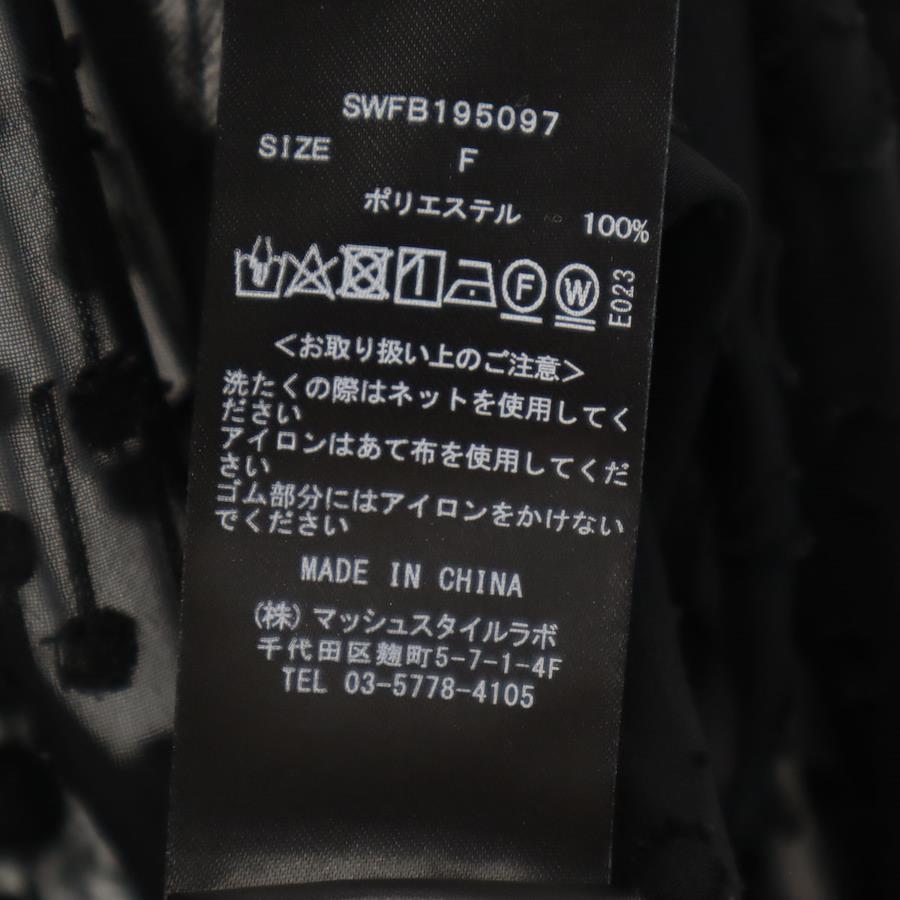 SWFB195097
SIZE F
ポリエステル 100%
F W E023
<お取り扱い上のご注意>
洗たくの際はネットを使用してく
ださい
アイロンはあて布を使用してくだ
さい
ゴム部分にはアイロンをかけない
でください
MADE IN CHINA
(株)マッシュスタイルラボ
千代田区麹町5-7-1-4F
TEL 03-5778-4105